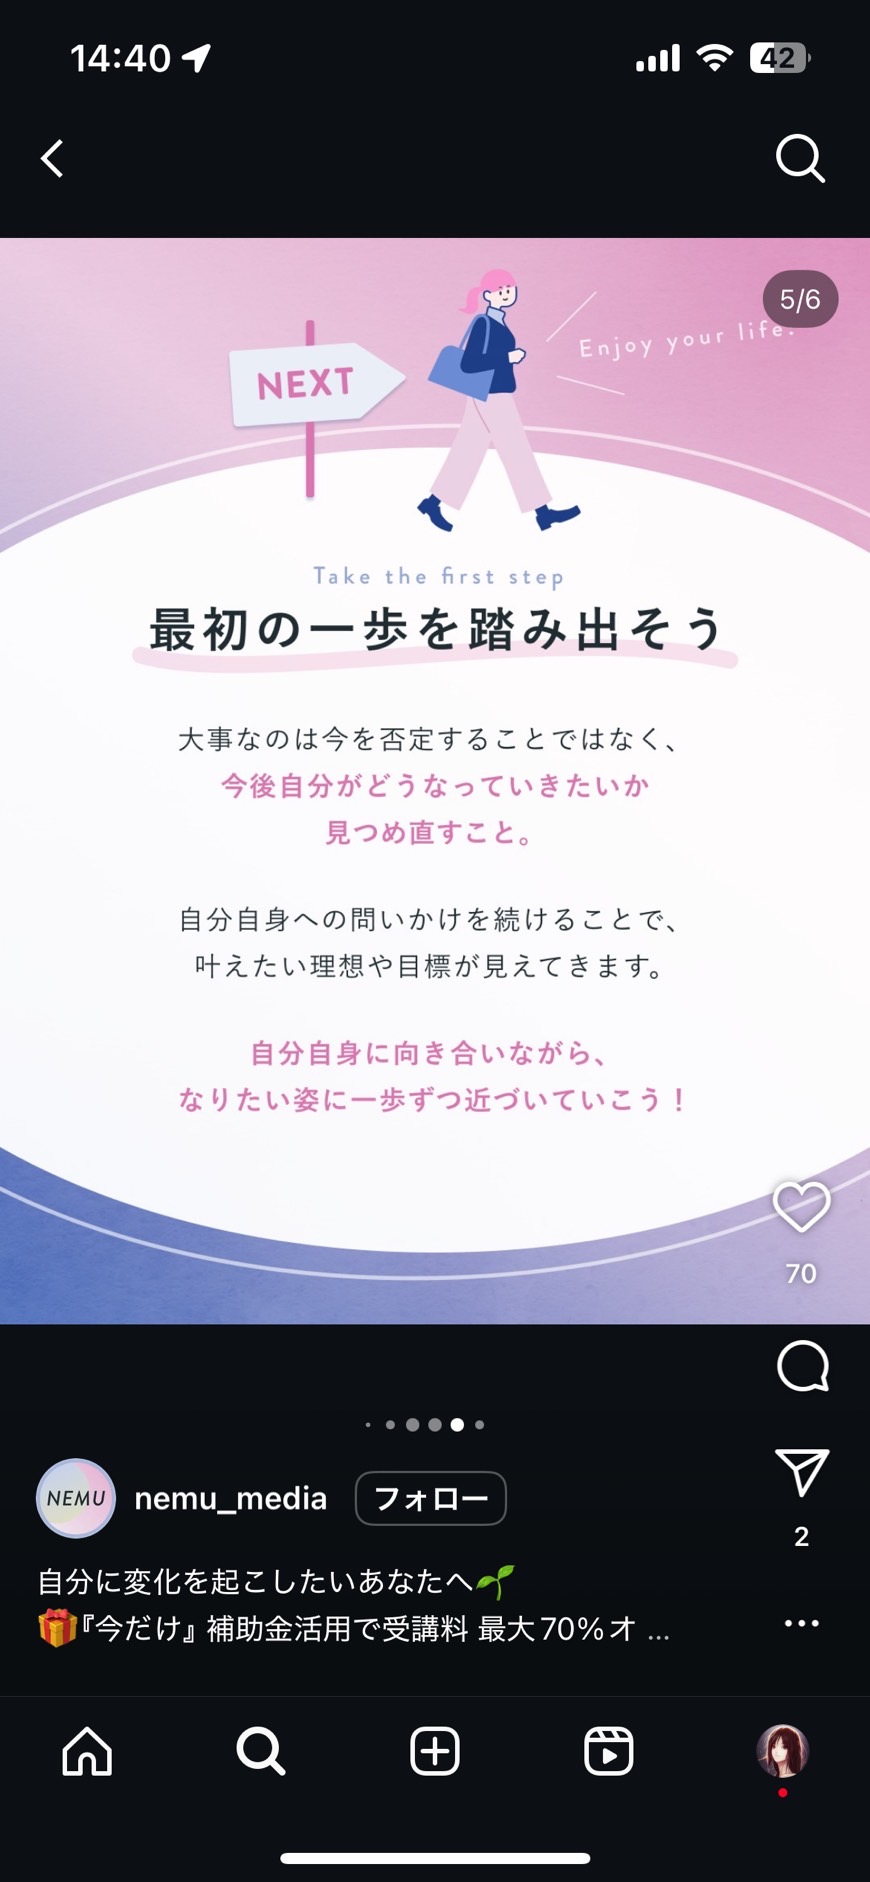 14:40
42
5/6
Enjoy your life.
NEXT
Take the first step
最初の一歩を踏み出そう
大事なのは今を否定することではなく、
今後自分がどうなっていきたいか
見つめ直すこと。
自分自身への問いかけを続けることで、
叶えたい理想や目標が見えてきます。
自分自身に向き合いながら、
なりたい姿に一歩ずつ近づいていこう！
70
NEMU
nemu_media
フォロー
2
自分に変化を起こしたいあなたへ🌱
🎁『今だけ』補助金活用で受講料 最大70%オ ...